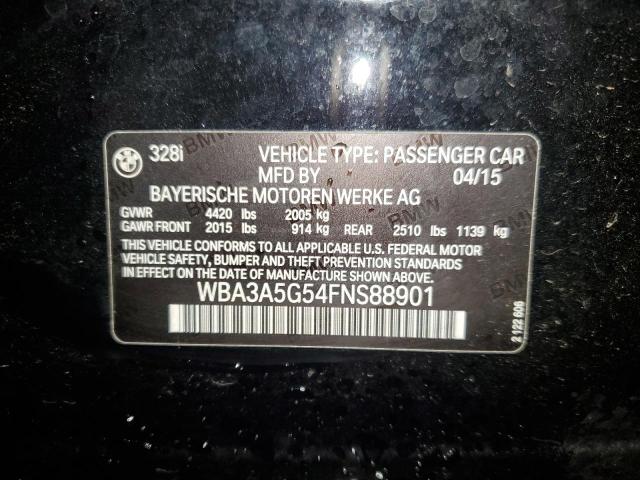 328i VEHICLE TYPE: PASSENGER CAR
MFD BY 04/15
BAYERISCHE MOTOREN WERKE AG
GVWR 4420 lbs 2005 kg
GAWR FRONT 2015 lbs 914 kg REAR 2510 lbs 1139 kg
THIS VEHICLE CONFORMS TO ALL APPLICABLE U.S. FEDERAL MOTOR
VEHICLE SAFETY, BUMPER AND THEFT PREVENTION STANDARDS
IN EFFECT ON THE DATE OF MANUFACTURE SHOWN ABOVE.
WBA3A5G54FNS88901
2 122 606